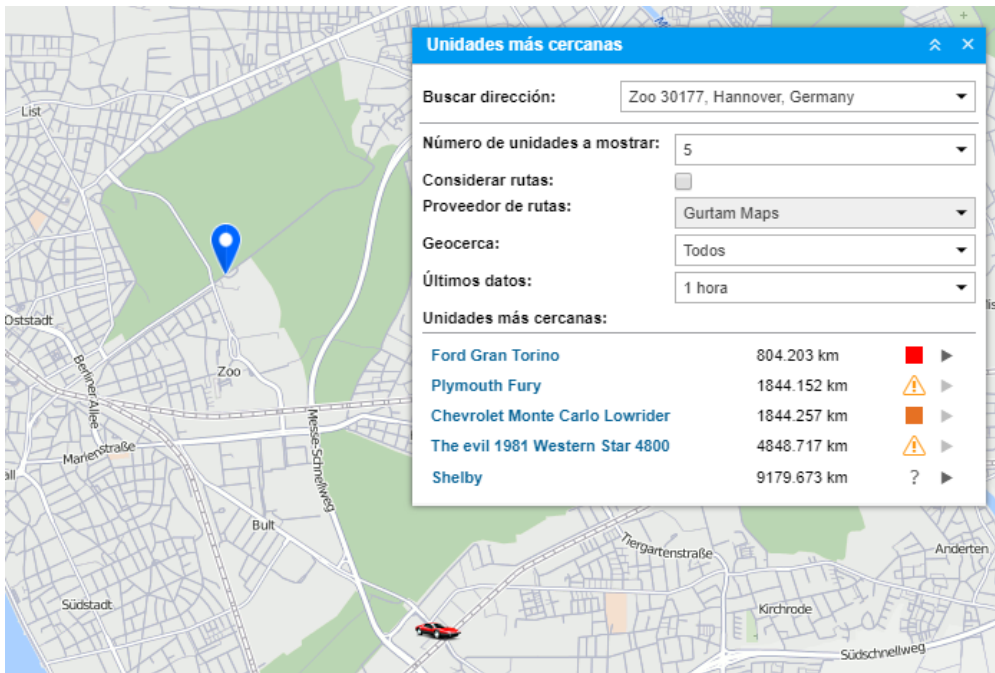 Unidades más cercanas
Buscar dirección: Zoo 30177, Hannover, Germany
Número de unidades a mostrar: 5
Considerar rutas:
Proveedor de rutas: Gurtam Maps
Geocerca: Todos
Últimos datos: 1 hora
Unidades más cercanas:
Ford Gran Torino 804.203 km
Plymouth Fury 1844.152 km
Chevrolet Monte Carlo Lowrider 1844.257 km
The evil 1981 Western Star 4800 4848.717 km
Shelby 9179.673 km ?
List
Oststadt
Zoo
Berliner Allee
Marienstraße
Messe-Schnellweg
Bult
Tiergartenstraße
Anderten
Südstadt
Kirchrode
Südschnellweg